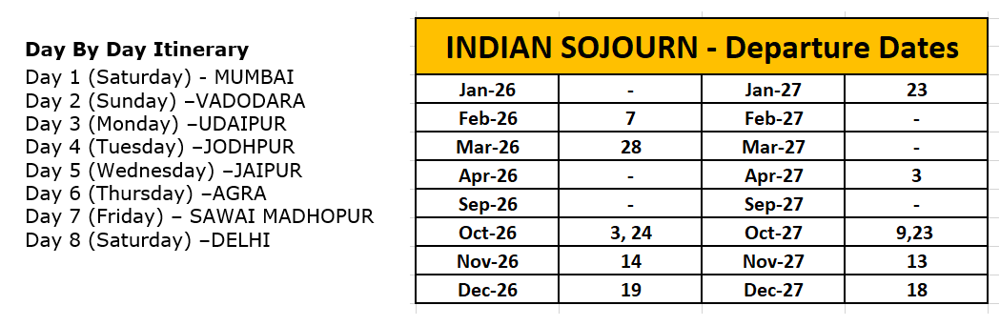 Day By Day Itinerary
Day 1 (Saturday) - MUMBAI
Day 2 (Sunday) –VADODARA
Day 3 (Monday) –UDAIPUR
Day 4 (Tuesday) –JODHPUR
Day 5 (Wednesday) –JAIPUR
Day 6 (Thursday) –AGRA
Day 7 (Friday) – SAWAI MADHOPUR
Day 8 (Saturday) –DELHI
INDIAN SOJOURN - Departure Dates
Jan-26 - Jan-27 23
Feb-26 7 Feb-27 -
Mar-26 28 Mar-27 -
Apr-26 - Apr-27 3
Sep-26 - Sep-27 -
Oct-26 3, 24 Oct-27 9,23
Nov-26 14 Nov-27 13
Dec-26 19 Dec-27 18